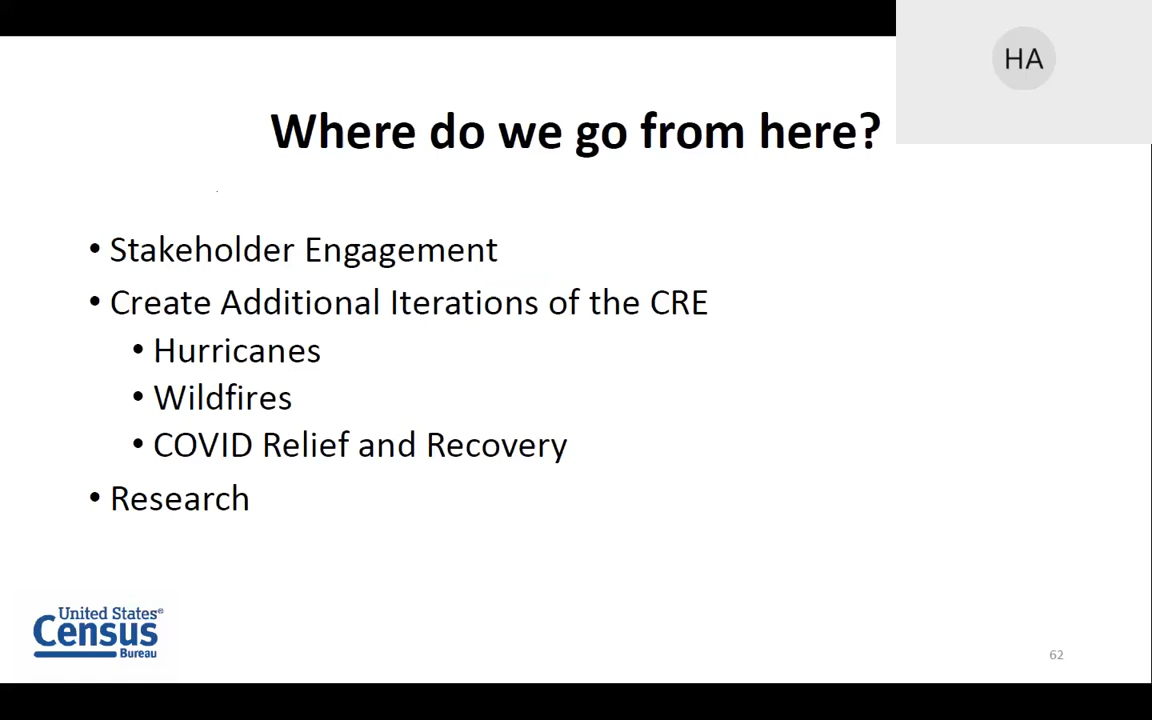 HA
Where do we go from here?
• Stakeholder Engagement
• Create Additional Iterations of the CRE
• Hurricanes
• Wildfires
• COVID Relief and Recovery
• Research
United States®
Census
Bureau
62